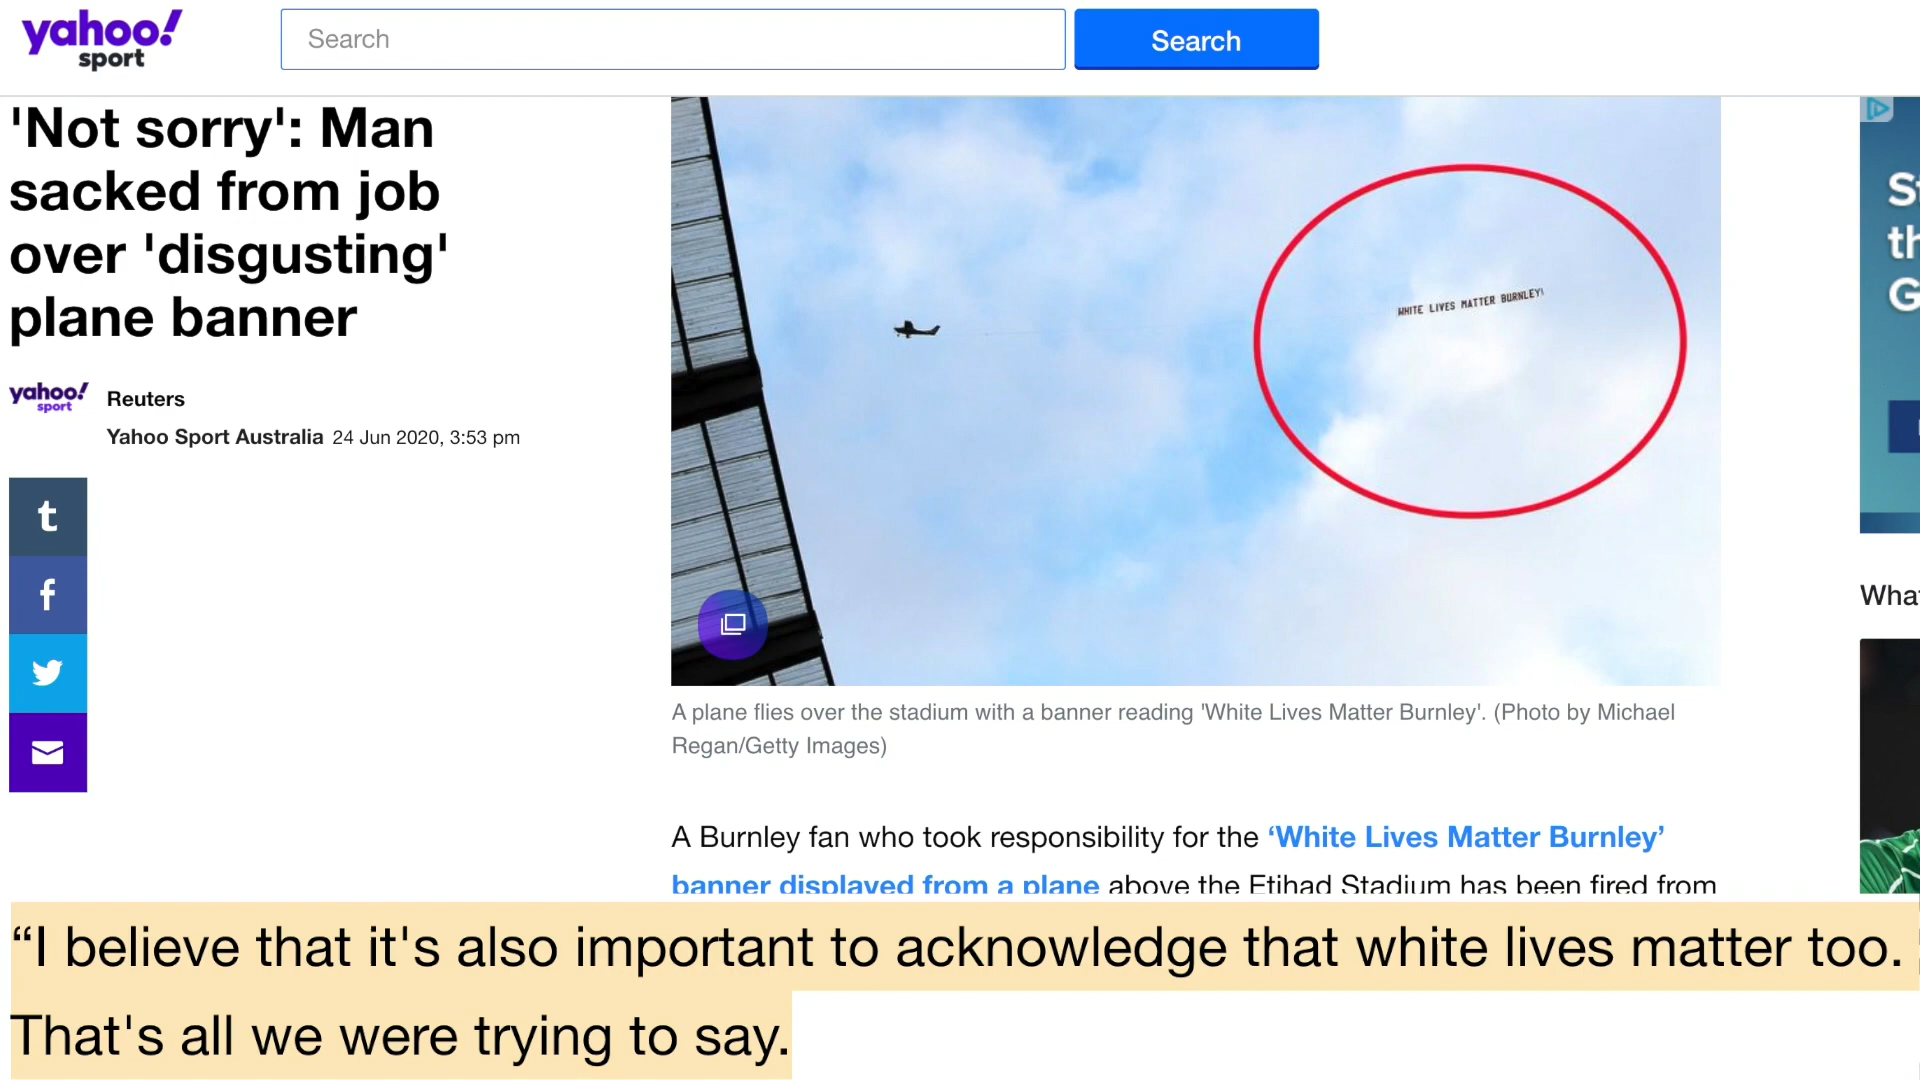 yahoo!
sport
Search
Search
'Not sorry': Man
sacked from job
over 'disgusting'
plane banner
yahoo!
sport
Reuters
Yahoo Sport Australia 24 Jun 2020, 3:53 pm
t
f
WHITE LIVES MATTER BURNLEY!
A plane flies over the stadium with a banner reading 'White Lives Matter Burnley'. (Photo by Michael
Regan/Getty Images)
A Burnley fan who took responsibility for the ‘White Lives Matter Burnley’
banner displayed from a plane above the Etihad Stadium has been fired from
“I believe that it's also important to acknowledge that white lives matter too.
That's all we were trying to say.